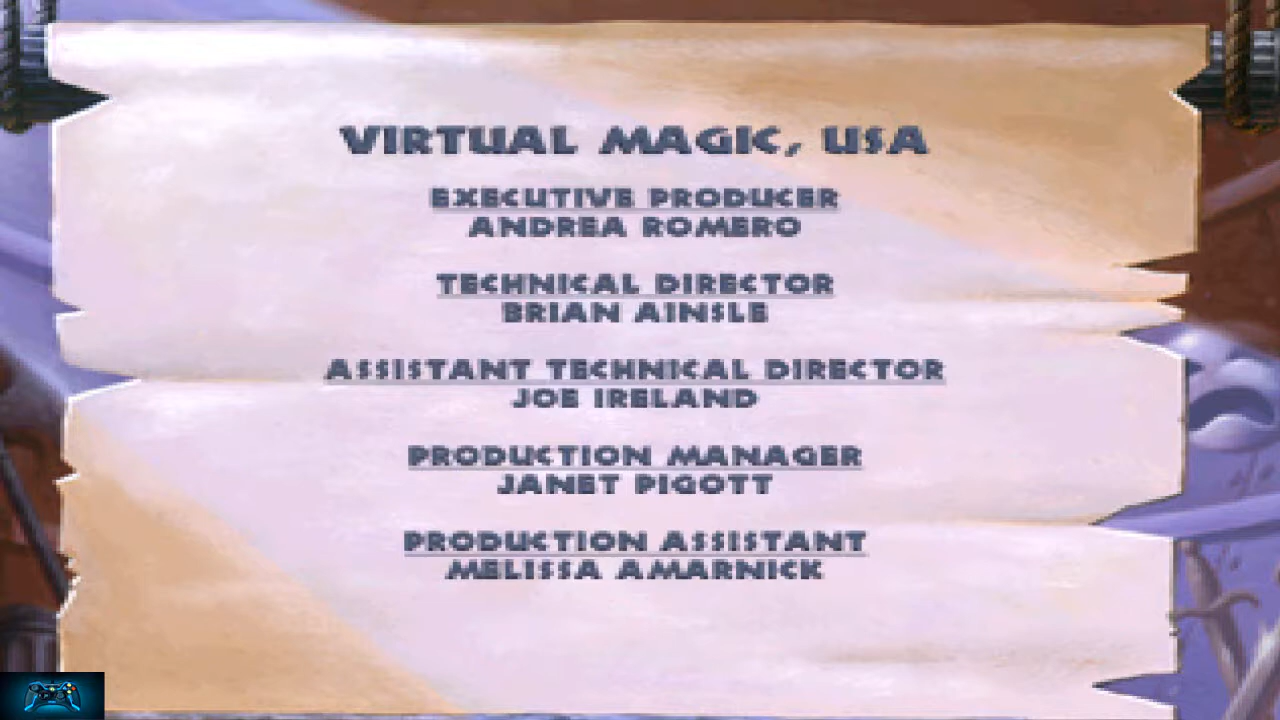 VIRTUAL MAGIC, USA
EXECUTIVE PRODUCER
ANDREA ROMERO
TECHNICAL DIRECTOR
BRIAN AINSLE
ASSISTANT TECHNICAL DIRECTOR
JOE IRELAND
PRODUCTION MANAGER
JANET PIGOTT
PRODUCTION ASSISTANT
MELISSA AMARNICK